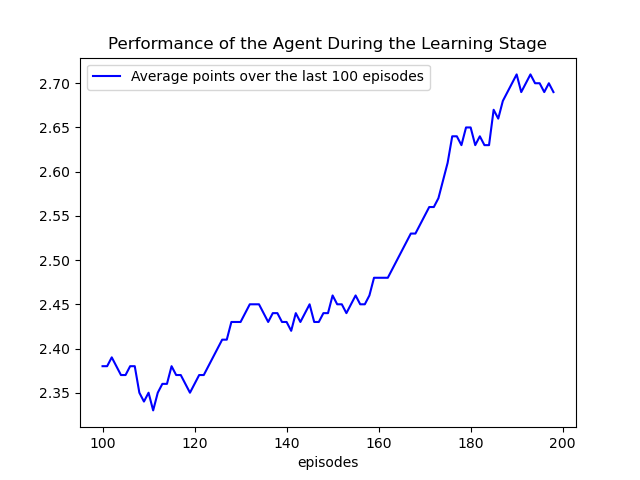 Performance of the Agent During the Learning Stage
Average points over the last 100 episodes
2.70
2.65
2.60
2.55
2.50
2.45
2.40
2.35
100 120 140 160 180 200
episodes